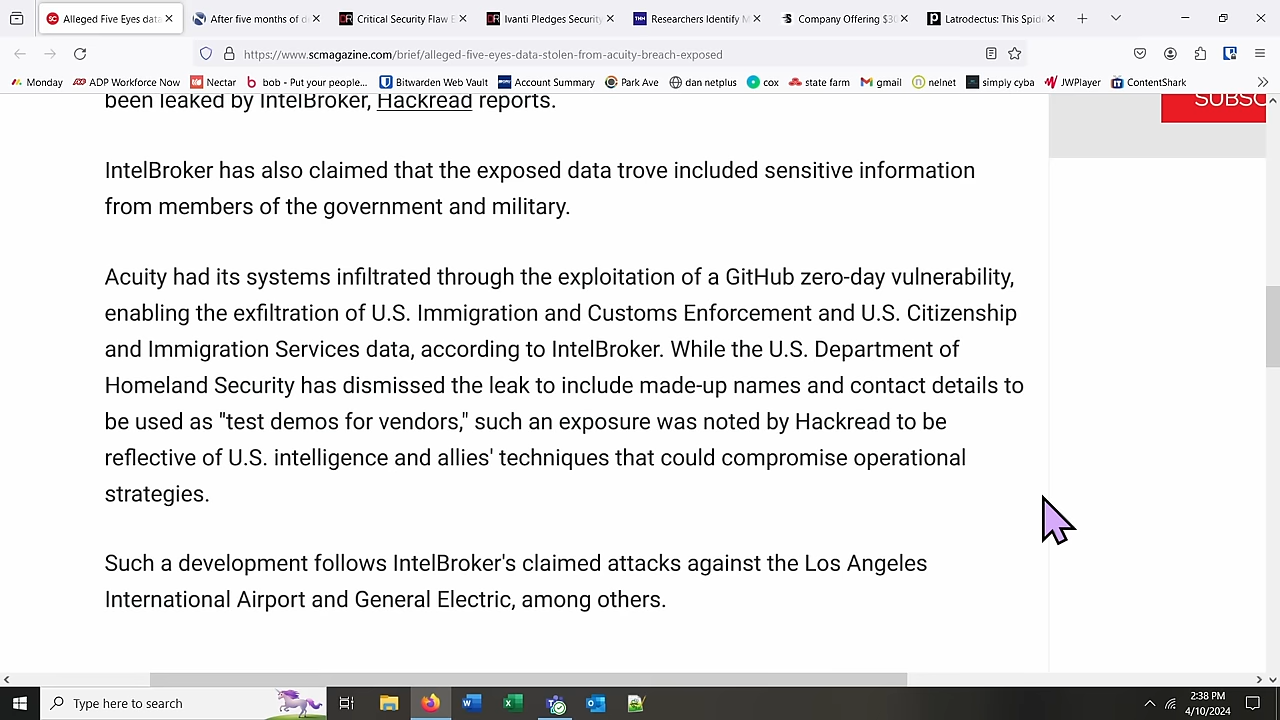 Alleged Five Eyes data
After five months of d
Critical Security Flaw E
Ivanti Pledges Security
Researchers Identify M
Company Offering $30
Latrodectus: This Spid
https://www.scmagazine.com/brief/alleged-five-eyes-data-stolen-from-acuity-breach-exposed
Monday ADP Workforce Now Nectar bob - Put your people... Bitwarden Web Vault Account Summary Park Ave dan netplus cox state farm gmail nelnet simply cyba JWPlayer ContentShark
been leaked by IntelBroker, Hackread reports.
SUBSC
IntelBroker has also claimed that the exposed data trove included sensitive information
from members of the government and military.
Acuity had its systems infiltrated through the exploitation of a GitHub zero-day vulnerability,
enabling the exfiltration of U.S. Immigration and Customs Enforcement and U.S. Citizenship
and Immigration Services data, according to IntelBroker. While the U.S. Department of
Homeland Security has dismissed the leak to include made-up names and contact details to
be used as "test demos for vendors," such an exposure was noted by Hackread to be
reflective of U.S. intelligence and allies' techniques that could compromise operational
strategies.
Such a development follows IntelBroker's claimed attacks against the Los Angeles
International Airport and General Electric, among others.
Type here to search
2:38 PM
4/10/2024